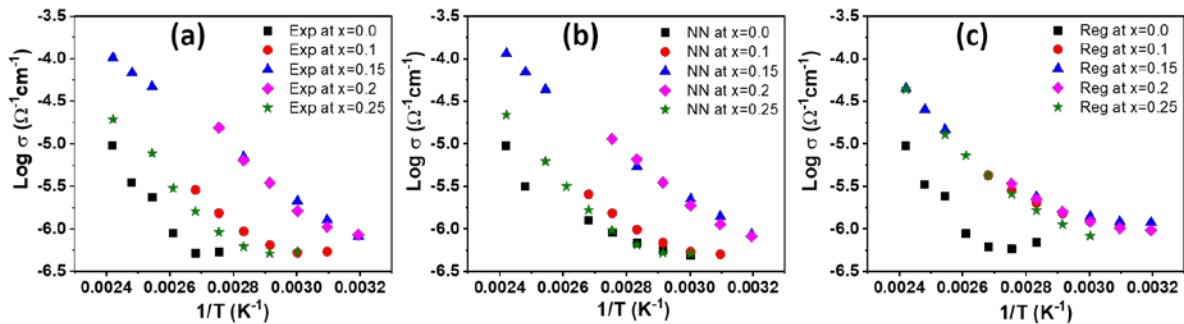 (a)
Exp at x=0.0
Exp at x=0.1
Exp at x=0.15
Exp at x=0.2
Exp at x=0.25
-3.5
-4.0
-4.5
-5.0
-5.5
-6.0
-6.5
Log σ (Ω⁻¹cm⁻¹)
0.0024 0.0026 0.0028 0.0030 0.0032
1/T (K⁻¹)
(b)
NN at x=0.0
NN at x=0.1
NN at x=0.15
NN at x=0.2
NN at x=0.25
-3.5
-4.0
-4.5
-5.0
-5.5
-6.0
-6.5
Log σ (Ω⁻¹cm⁻¹)
0.0024 0.0026 0.0028 0.0030 0.0032
1/T (K⁻¹)
(c)
Reg at x=0.0
Reg at x=0.1
Reg at x=0.15
Reg at x=0.2
Reg at x=0.25
-3.5
-4.0
-4.5
-5.0
-5.5
-6.0
-6.5
Log σ (Ω⁻¹cm⁻¹)
0.0024 0.0026 0.0028 0.0030 0.0032
1/T (K⁻¹)